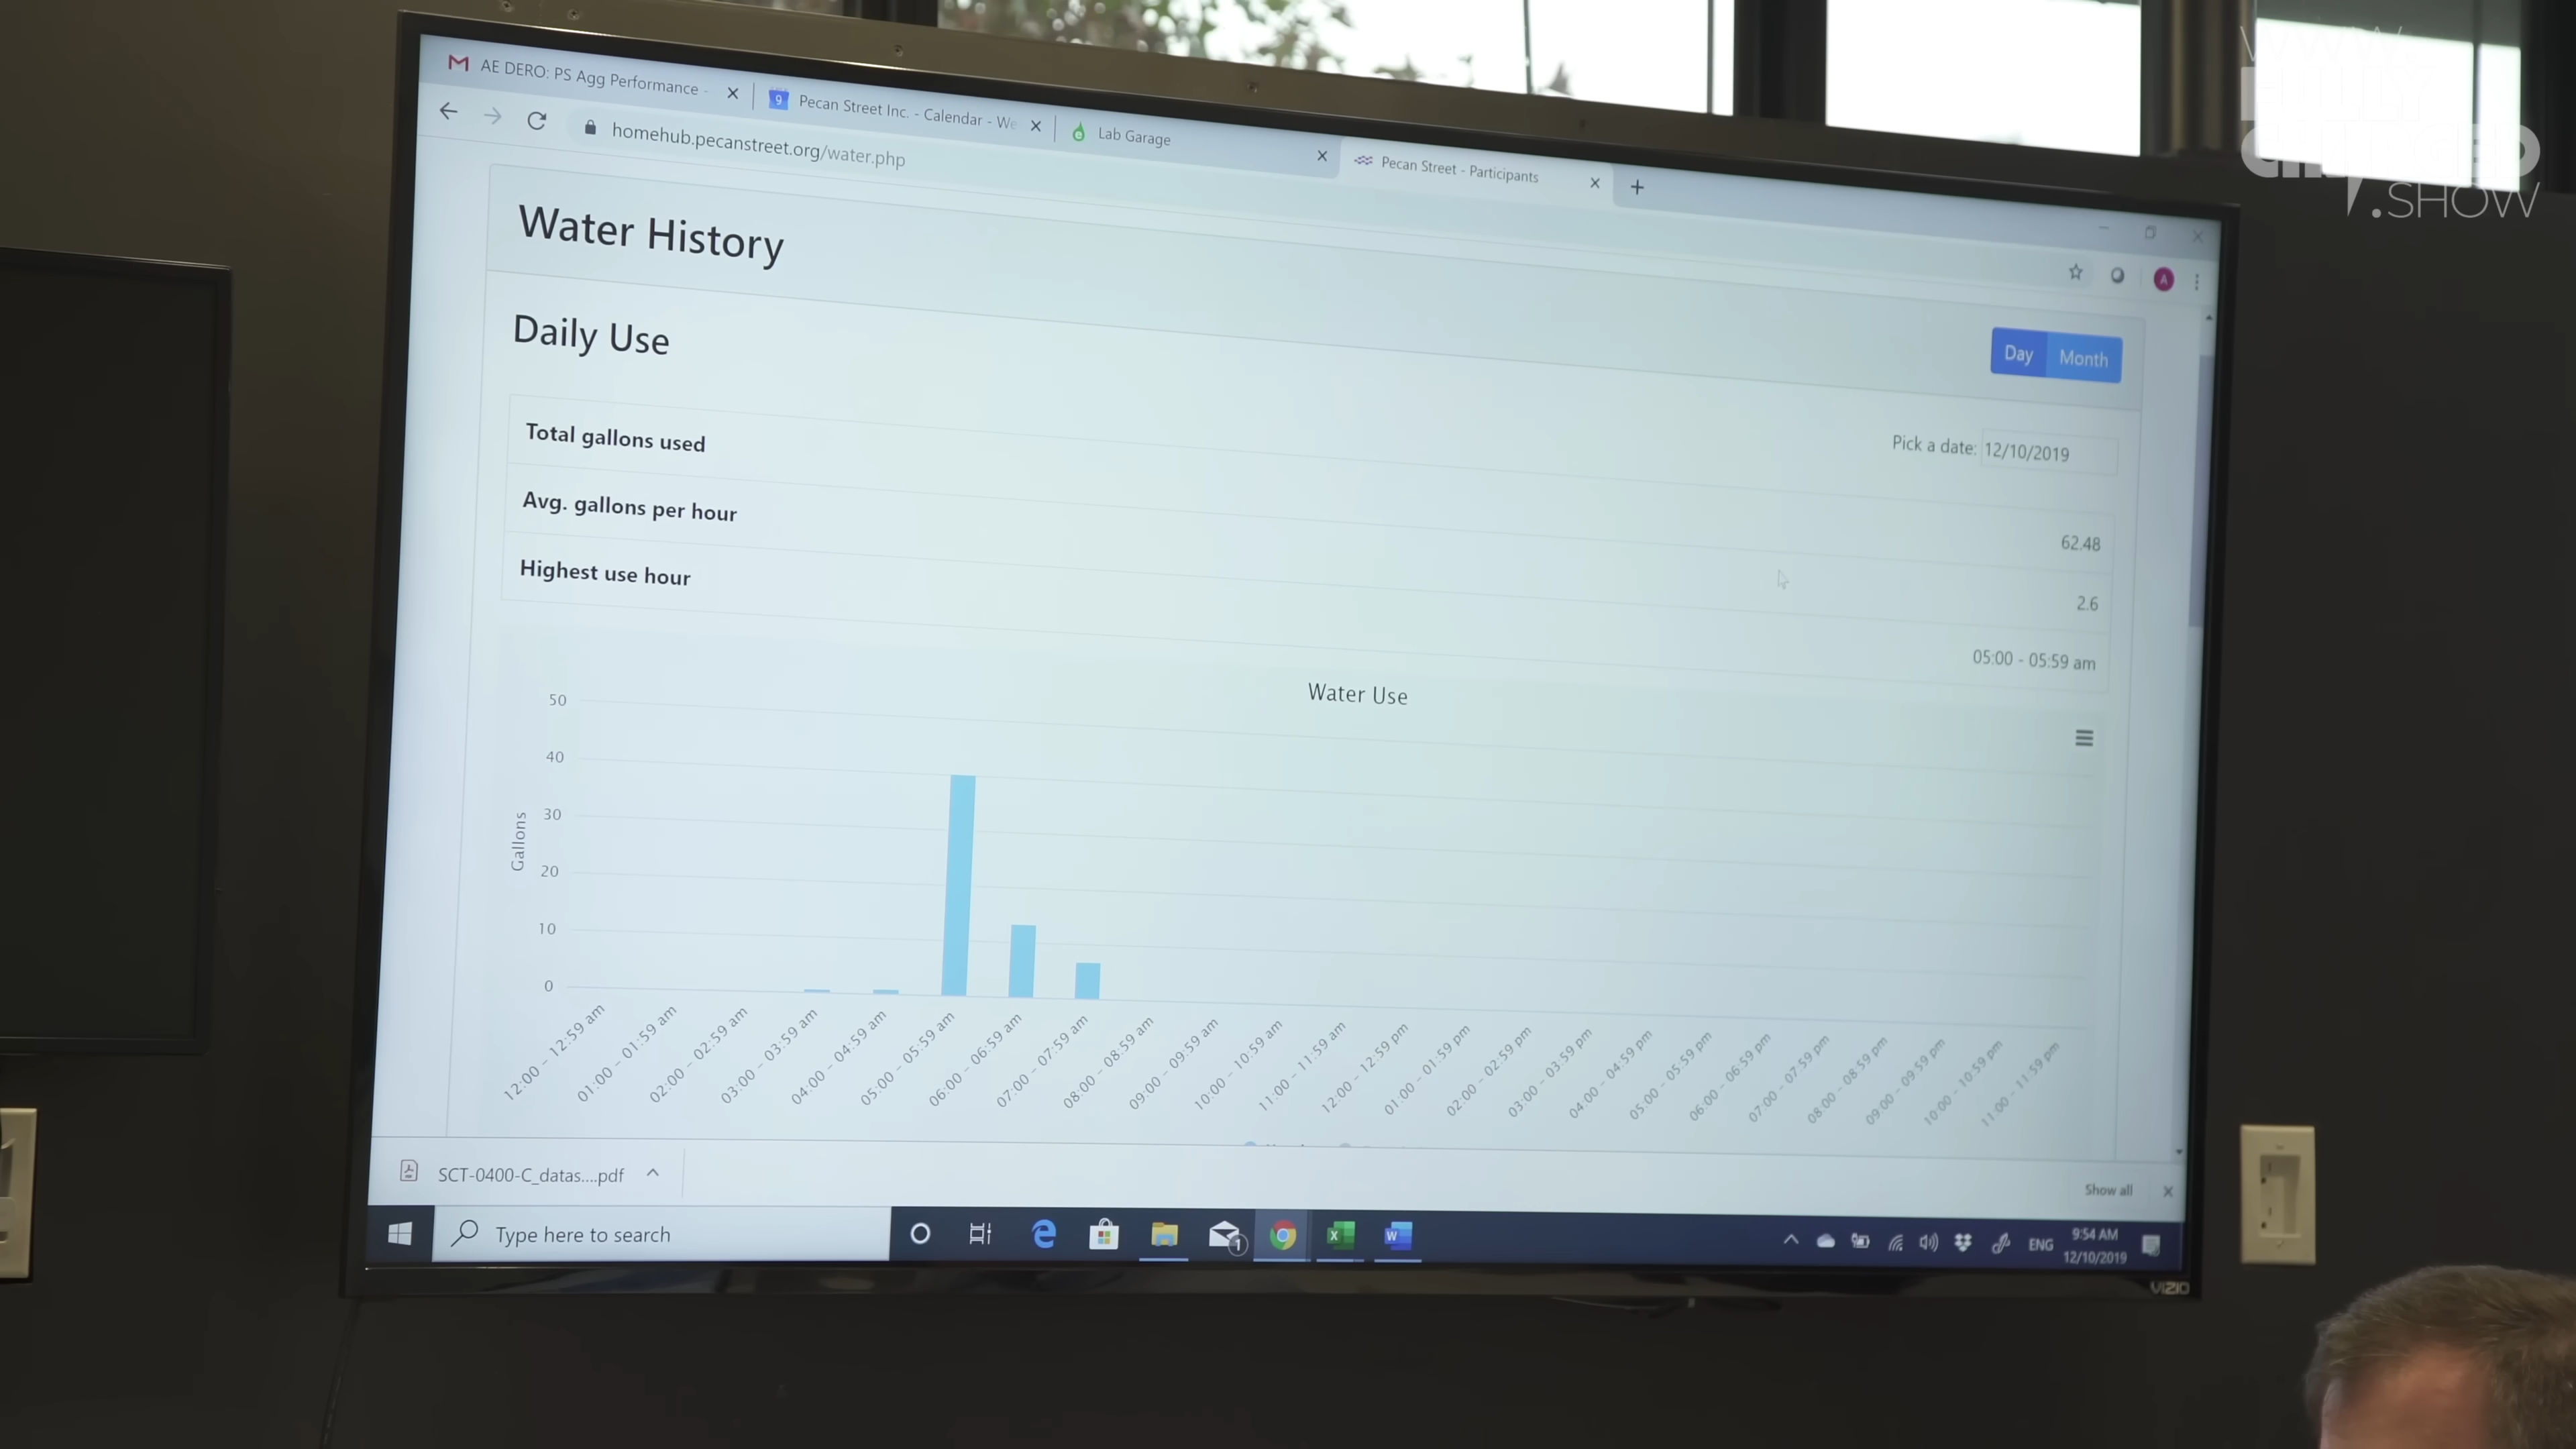 AE DERO: PS Agg Performance -
Pecan Street Inc. - Calendar - We
Lab Garage
Pecan Street - Participants
homehub.pecanstreet.org/water.php
A
Water History
Day Month
Daily Use
Pick a date: 12/10/2019
Total gallons used 62.48
Avg. gallons per hour 2.6
Highest use hour 05:00 - 05:59 am
Water Use
50
40
30
20
10
0
Gallons
12:00 - 12:59 am
01:00 - 01:59 am
02:00 - 02:59 am
03:00 - 03:59 am
04:00 - 04:59 am
05:00 - 05:59 am
06:00 - 06:59 am
07:00 - 07:59 am
08:00 - 08:59 am
09:00 - 09:59 am
10:00 - 10:59 am
11:00 - 11:59 am
12:00 - 12:59 pm
01:00 - 01:59 pm
02:00 - 02:59 pm
03:00 - 03:59 pm
04:00 - 04:59 pm
05:00 - 05:59 pm
06:00 - 06:59 pm
07:00 - 07:59 pm
08:00 - 08:59 pm
09:00 - 09:59 pm
10:00 - 10:59 pm
11:00 - 11:59 pm
SCT-0400-C_datas....pdf
Show all
Type here to search
1
ENG
9:54 AM
12/10/2019
VIZIO
WWW.
.SHOW